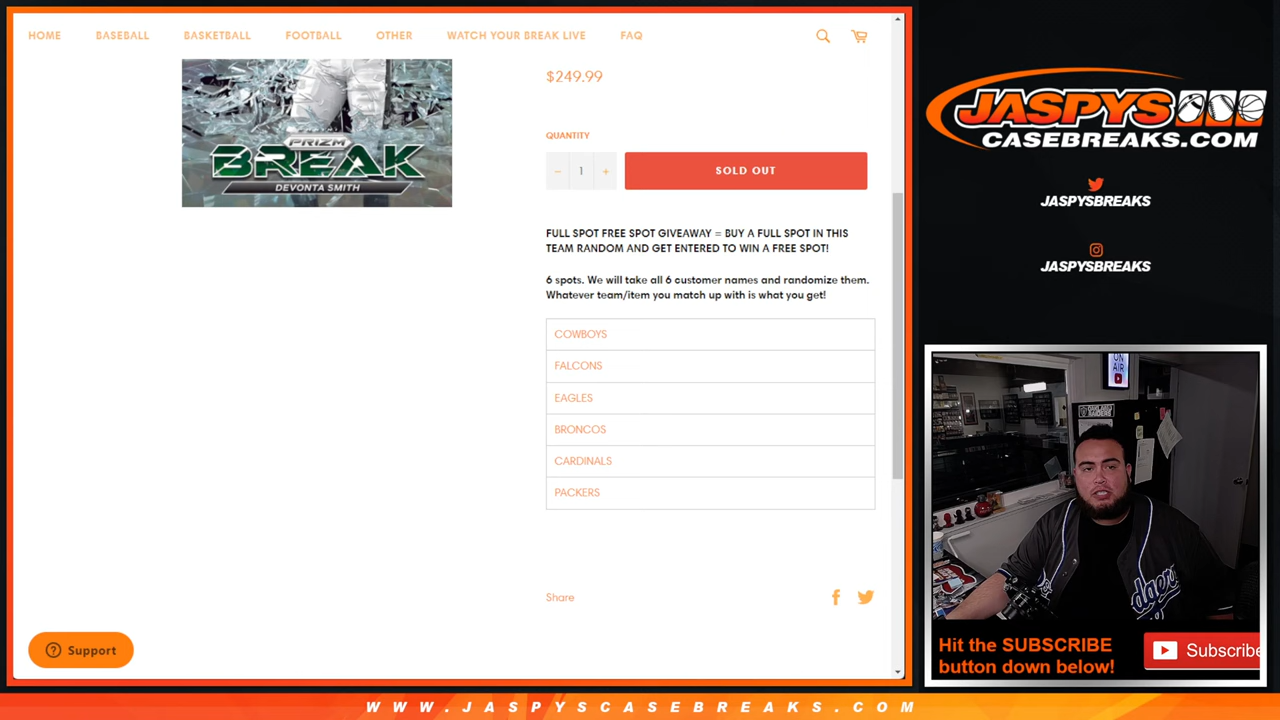 HOME BASEBALL BASKETBALL FOOTBALL OTHER WATCH YOUR BREAK LIVE FAQ
PRIZM
BREAK
DEVONTA SMITH
$249.99
QUANTITY
− 1 + SOLD OUT
FULL SPOT FREE SPOT GIVEAWAY = BUY A FULL SPOT IN THIS
TEAM RANDOM AND GET ENTERED TO WIN A FREE SPOT!
6 spots. We will take all 6 customer names and randomize them.
Whatever team/item you match up with is what you get!
COWBOYS
FALCONS
EAGLES
BRONCOS
CARDINALS
PACKERS
Share
Support
JASPYS
CASEBREAKS.COM
JASPYSBREAKS
JASPYSBREAKS
ON
AIR
Hit the SUBSCRIBE
button down below!
Subscribe
WWW.JASPYSCASEBREAKS.COM